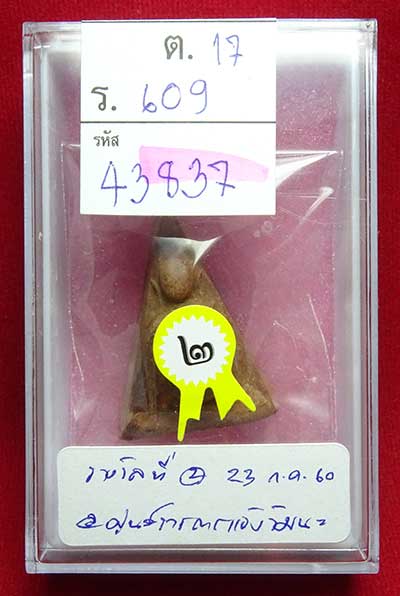 ต. 17
ร. 609
รหัส
43837
๒
รางวัลที่ ② 23 ก.ค. 60
ศูนย์การค้า